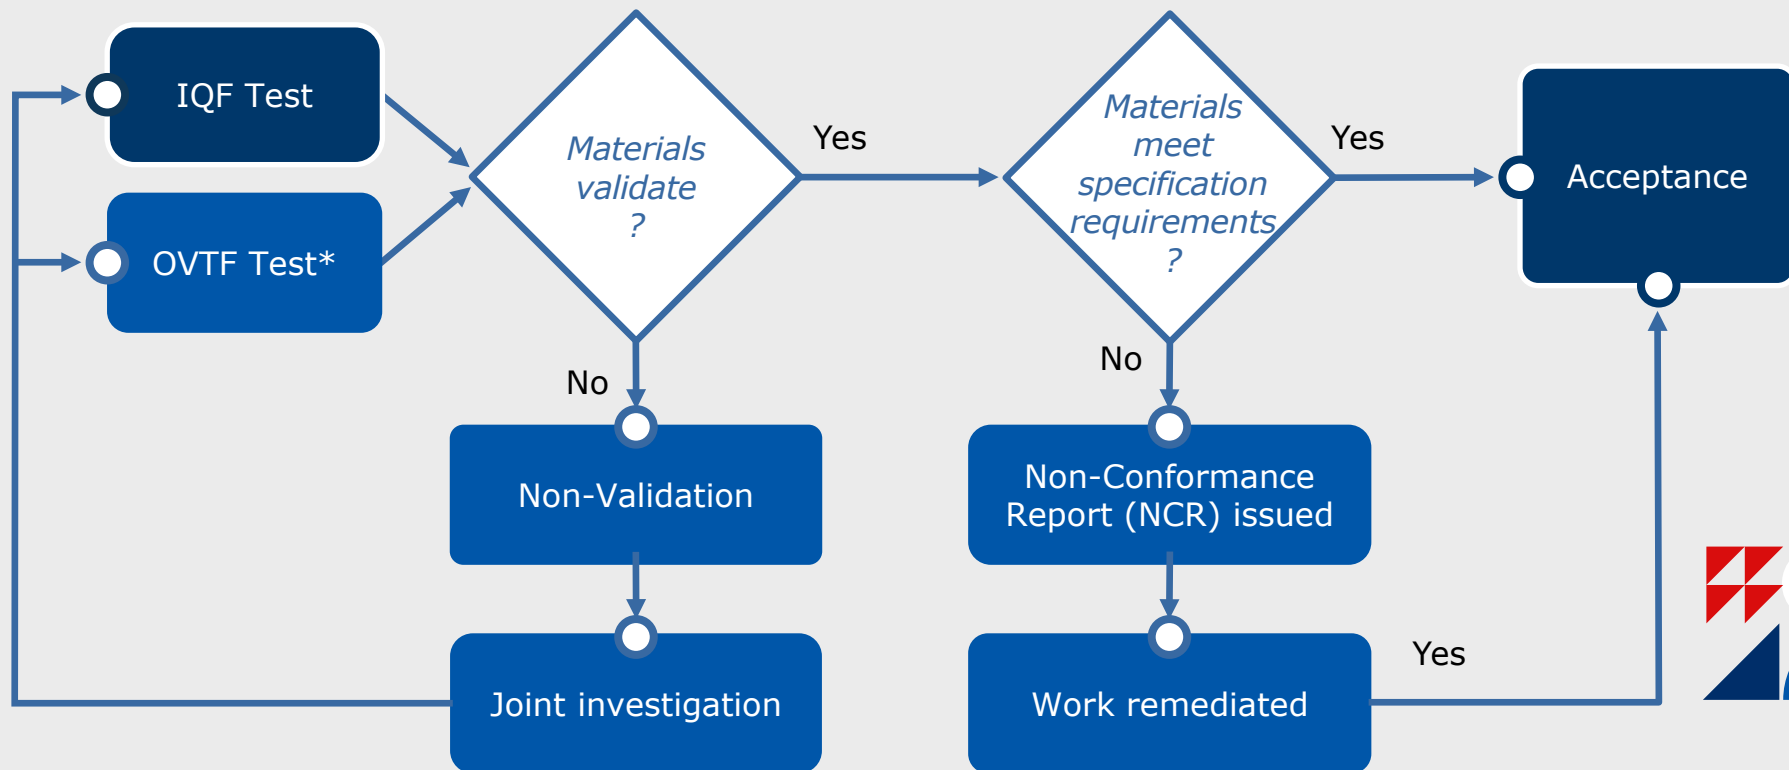 IQF Test
OVTF Test*
Materials
validate
?
Yes
No
Non-Validation
Joint investigation
Materials
meet
specification
requirements
?
Yes
No
Non-Conformance
Report (NCR) issued
Work remediated
Yes
Acceptance